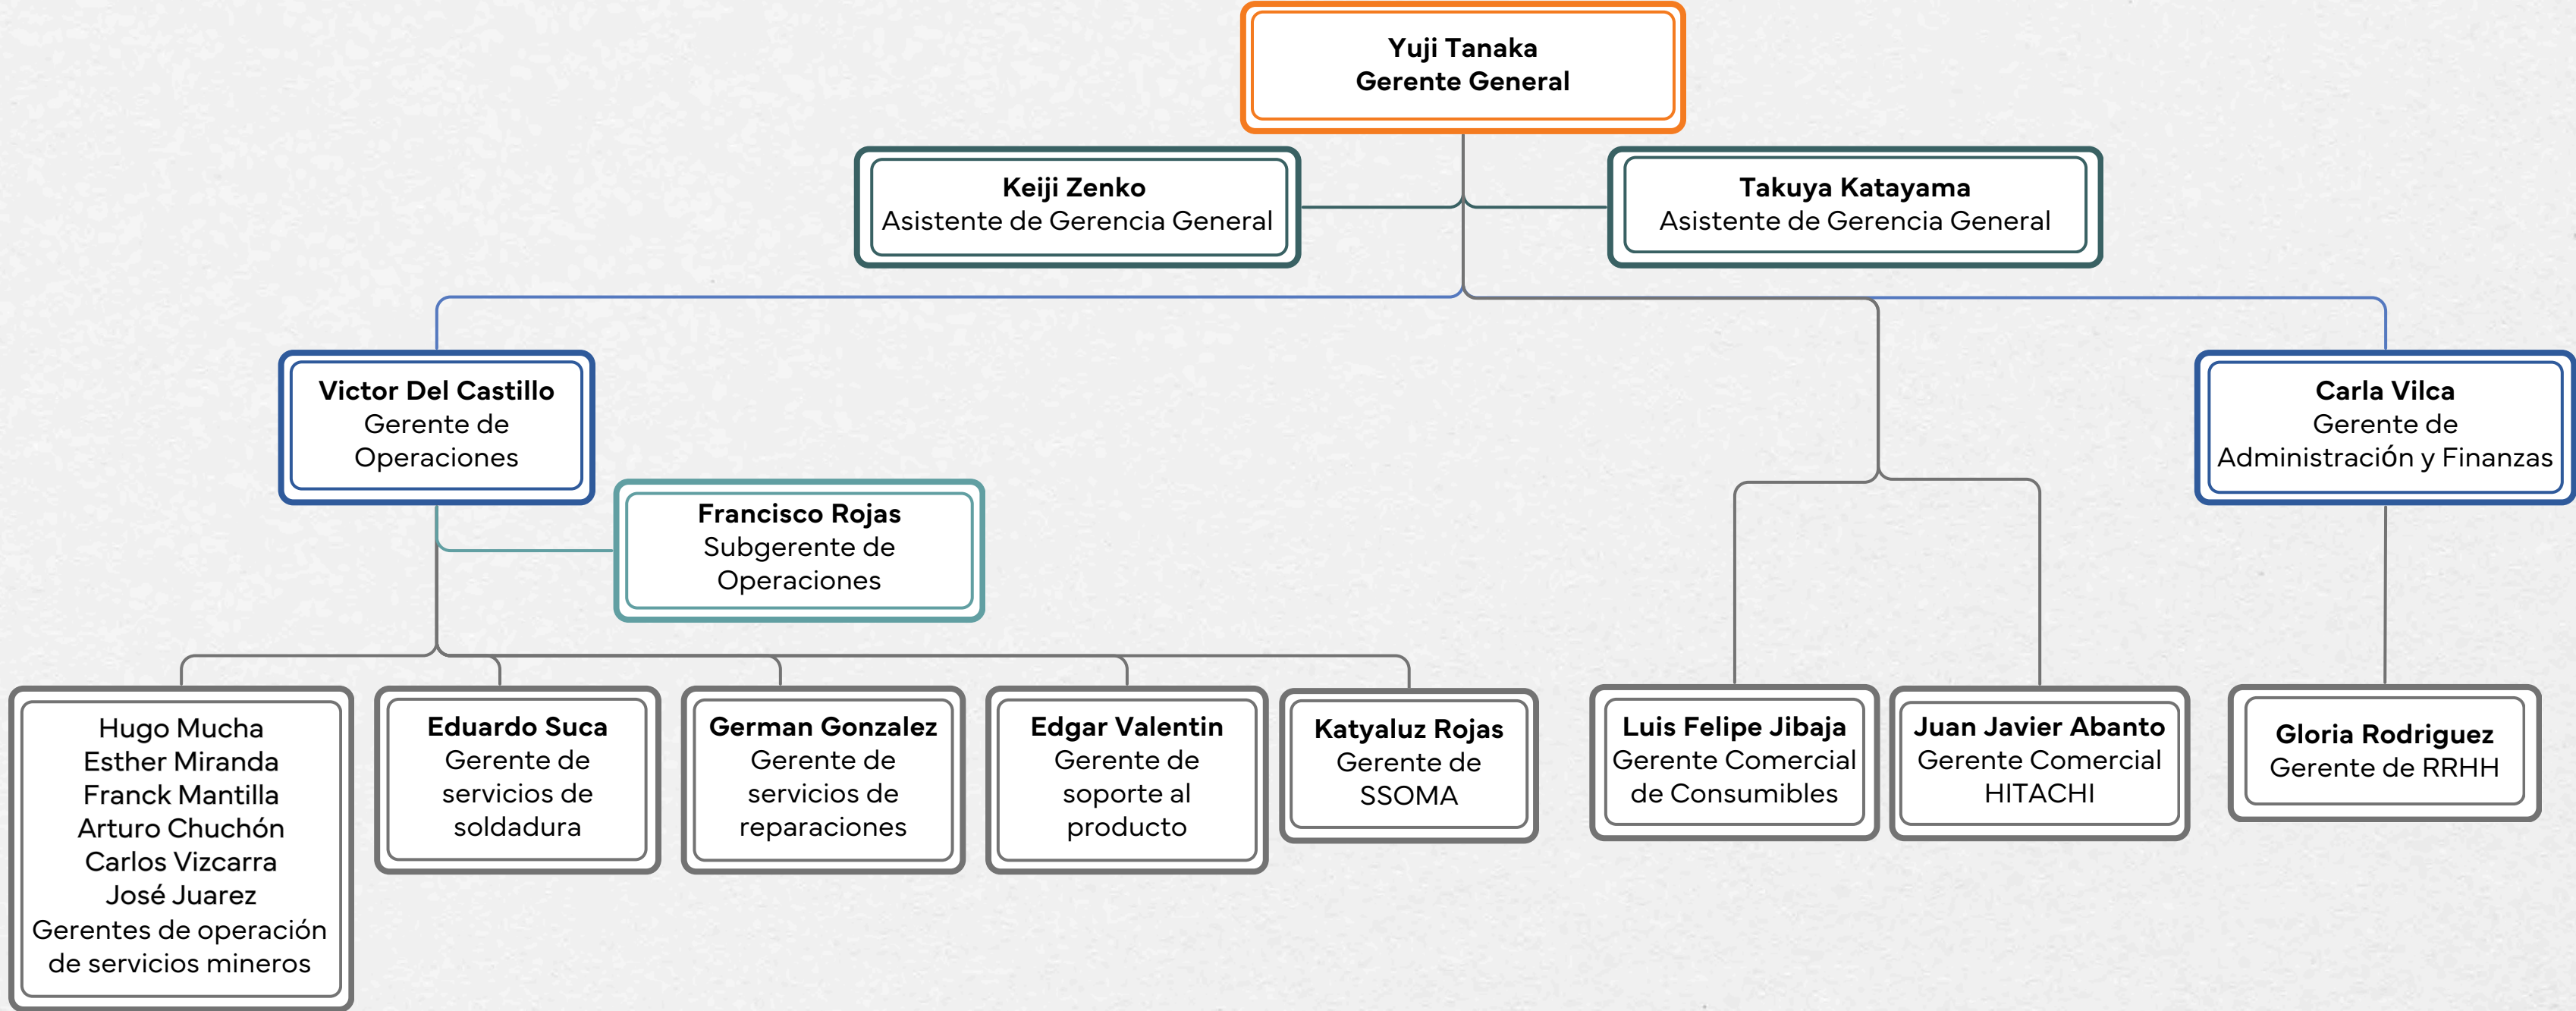 Yuji Tanaka
Gerente General
Keiji Zenko
Asistente de Gerencia General
Takuya Katayama
Asistente de Gerencia General
Victor Del Castillo
Gerente de
Operaciones
Carla Vilca
Gerente de
Administración y Finanzas
Francisco Rojas
Subgerente de
Operaciones
Hugo Mucha
Esther Miranda
Franck Mantilla
Arturo Chuchón
Carlos Vizcarra
José Juarez
Gerentes de operación
de servicios mineros
Eduardo Suca
Gerente de
servicios de
soldadura
German Gonzalez
Gerente de
servicios de
reparaciones
Edgar Valentin
Gerente de
soporte al
producto
Katyaluz Rojas
Gerente de
SSOMA
Luis Felipe Jibaja
Gerente Comercial
de Consumibles
Juan Javier Abanto
Gerente Comercial
HITACHI
Gloria Rodriguez
Gerente de RRHH